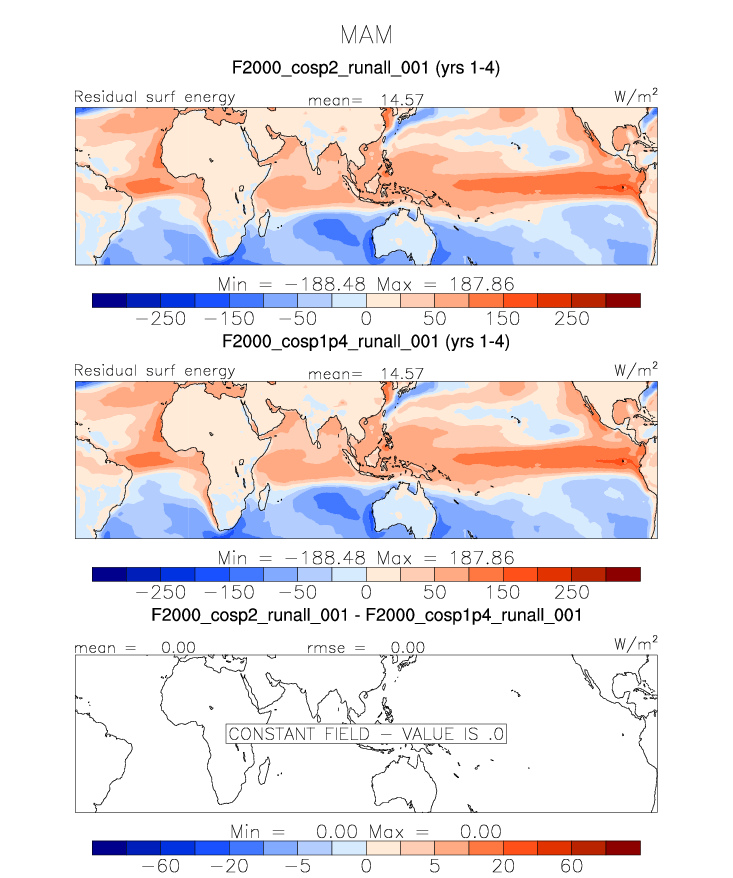 MAM
F2000_cosp2_runall_001 (yrs 1-4)
Residual surf energy mean= 14.57 W/m²
Min = −188.48 Max = 187.86
−250 −150 −50 0 50 150 250
F2000_cosp1p4_runall_001 (yrs 1-4)
Residual surf energy mean= 14.57 W/m²
Min = −188.48 Max = 187.86
−250 −150 −50 0 50 150 250
F2000_cosp2_runall_001 - F2000_cosp1p4_runall_001
mean = 0.00 rmse = 0.00 W/m²
CONSTANT FIELD − VALUE IS .0
Min = 0.00 Max = 0.00
−60 −20 −5 0 5 20 60